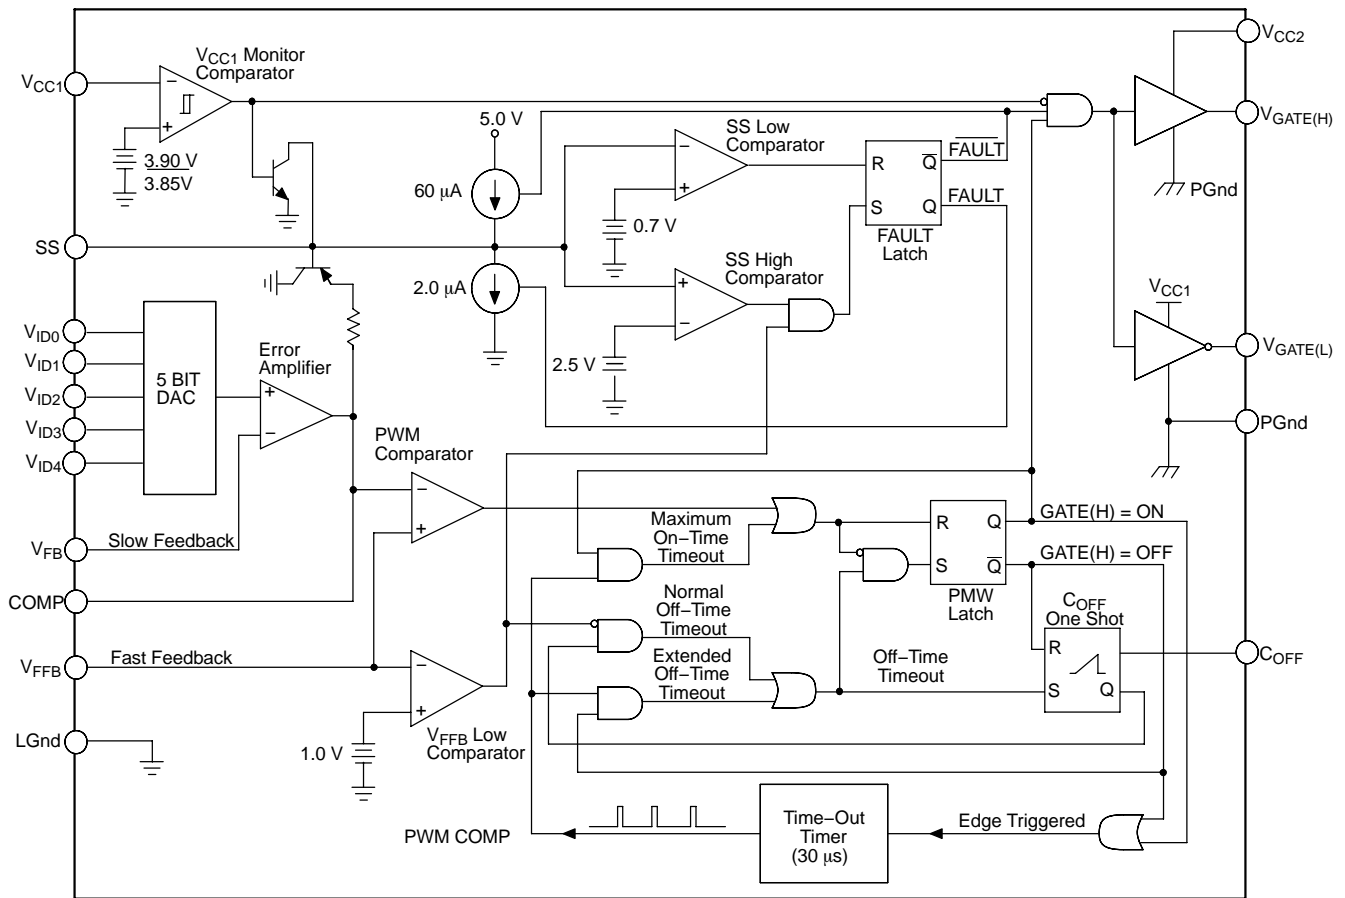 VCC2
VCC1 Monitor
Comparator
VCC1
−
+
3.90 V
3.85V
5.0 V
60 µA
SS Low
Comparator
−
+
0.7 V
FAULT
R
Q
S
Q
FAULT
FAULT
Latch
VGATE(H)
PGnd
SS
2.0 µA
SS High
Comparator
+
−
2.5 V
VCC1
VGATE(L)
PGnd
VID0
VID1
VID2
VID3
VID4
5 BIT
DAC
Error
Amplifier
+
−
PWM
Comparator
−
+
VFB
Slow Feedback
COMP
VFFB
Fast Feedback
LGnd
Maximum
On−Time
Timeout
Normal
Off−Time
Timeout
Extended
Off−Time
Timeout
R
Q
S
Q
PMW
Latch
GATE(H) = ON
GATE(H) = OFF
COFF
One Shot
R
S
Q
COFF
Off−Time
Timeout
−
+
1.0 V
VFFB Low
Comparator
PWM COMP
Time−Out
Timer
(30 µs)
Edge Triggered